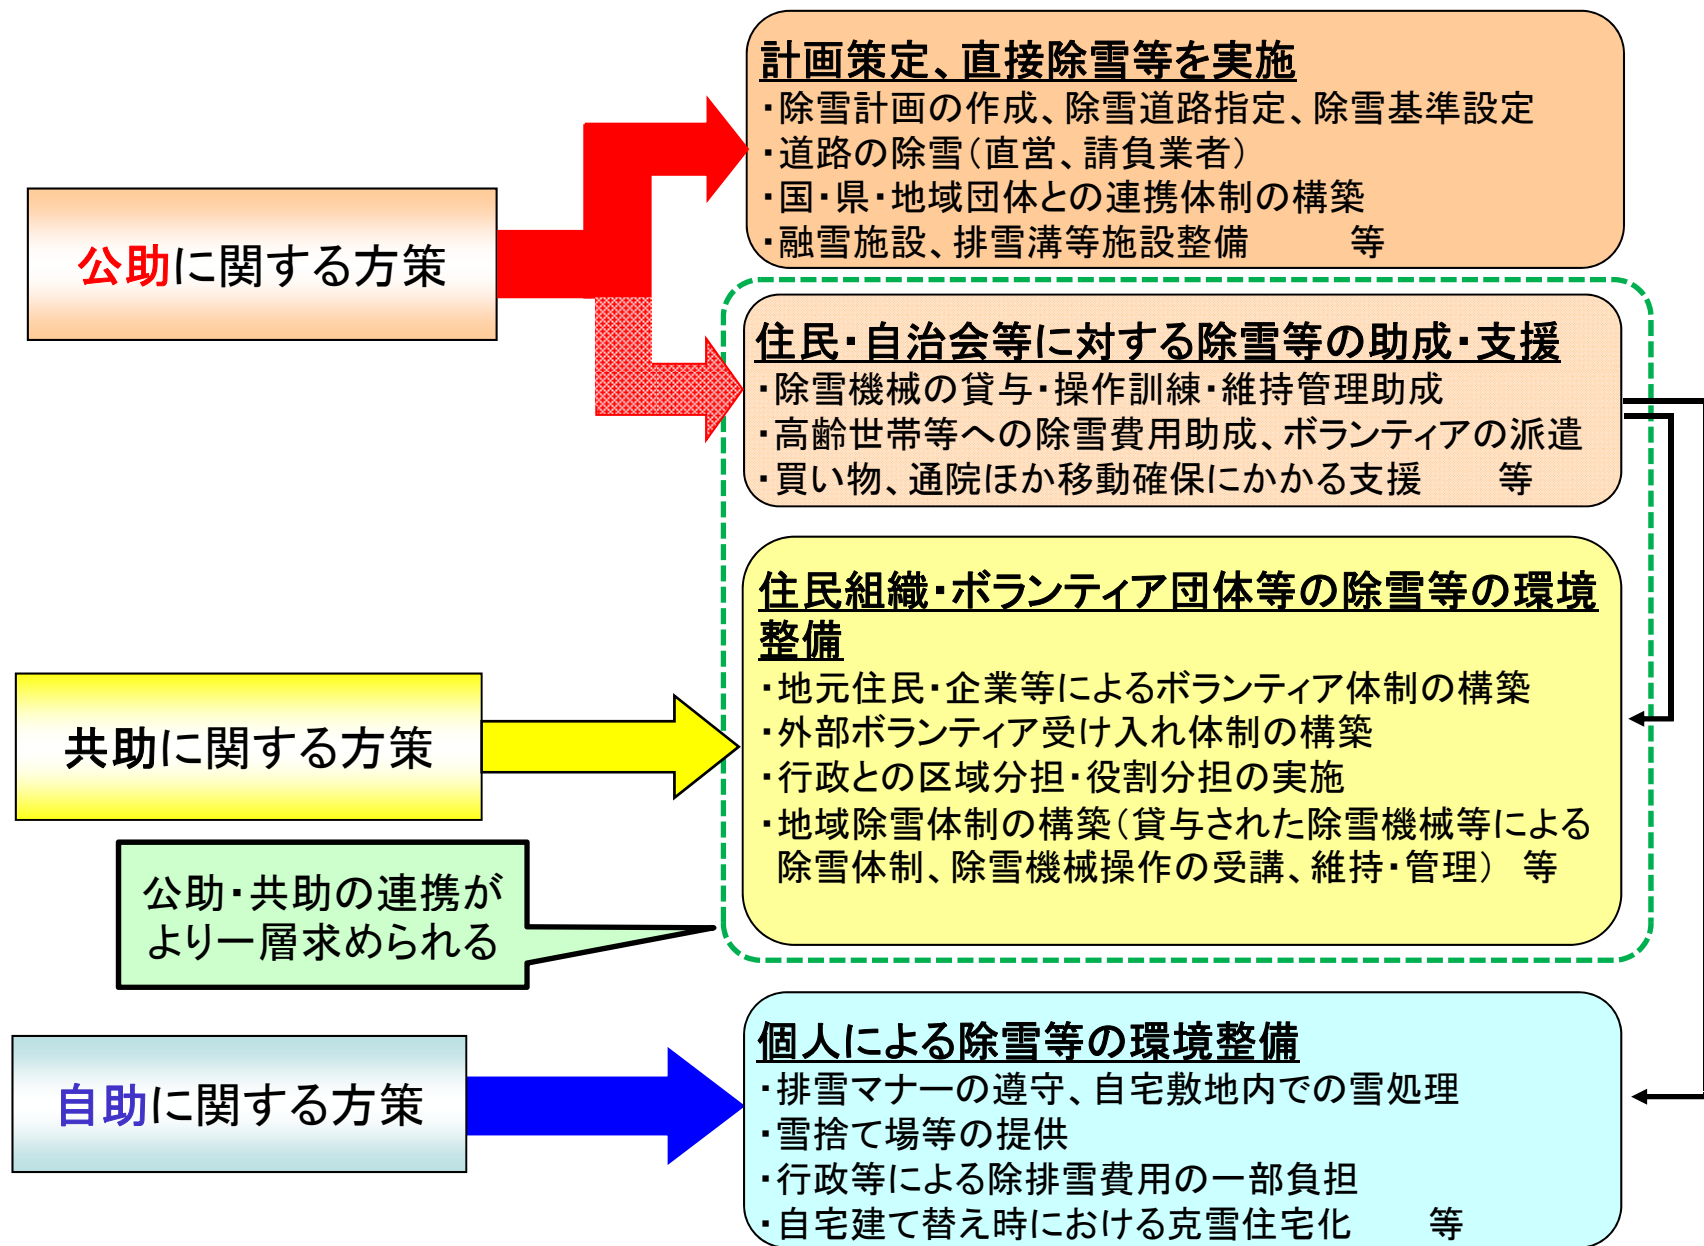 計画策定、直接除雪等を実施
・除雪計画の作成、除雪道路指定、除雪基準設定
・道路の除雪（直営、請負業者）
・国・県・地域団体との連携体制の構築
・融雪施設、排雪溝等施設整備　　等
公助に関する方策
住民・自治会等に対する除雪等の助成・支援
・除雪機械の貸与・操作訓練・維持管理助成
・高齢世帯等への除雪費用助成、ボランティアの派遣
・買い物、通院ほか移動確保にかかる支援　　等
住民組織・ボランティア団体等の除雪等の環境
整備
・地元住民・企業等によるボランティア体制の構築
・外部ボランティア受け入れ体制の構築
・行政との区域分担・役割分担の実施
・地域除雪体制の構築（貸与された除雪機械等による
除雪体制、除雪機械操作の受講、維持・管理）　等
共助に関する方策
公助・共助の連携が
より一層求められる
個人による除雪等の環境整備
・排雪マナーの遵守、自宅敷地内での雪処理
・雪捨て場等の提供
・行政等による除排雪費用の一部負担
・自宅建て替え時における克雪住宅化　　等
自助に関する方策